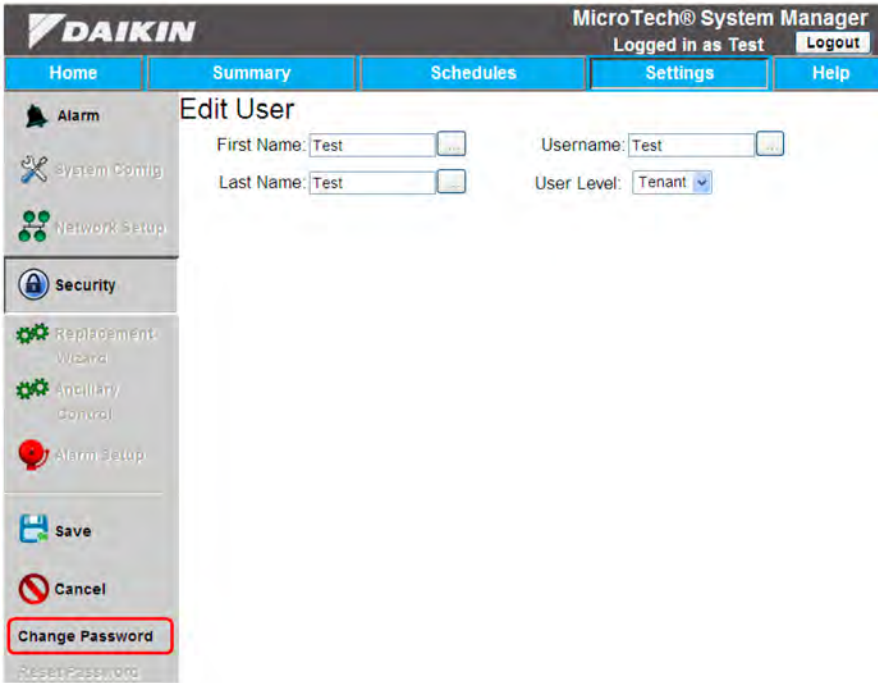 DAIKIN
MicroTech® System Manager
Logged in as Test Logout
Home Summary Schedules Settings Help
Alarm
System Config
Network Setup
Security
Replacement
Wizard
Ancillary
Control
Alarm Setup
Save
Cancel
Change Password
Reset Password
Edit User
First Name: Test ... Username: Test ...
Last Name: Test ... User Level: Tenant